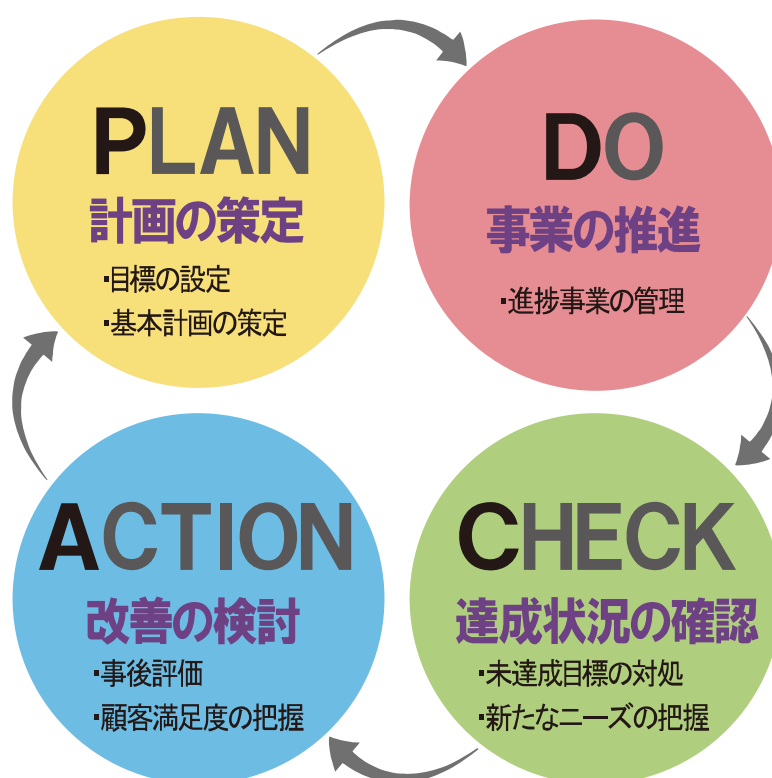 PLAN
計画の策定
・目標の設定
・基本計画の策定
DO
事業の推進
・進捗事業の管理
ACTION
改善の検討
・事後評価
・顧客満足度の把握
CHECK
達成状況の確認
・未達成目標の対処
・新たなニーズの把握